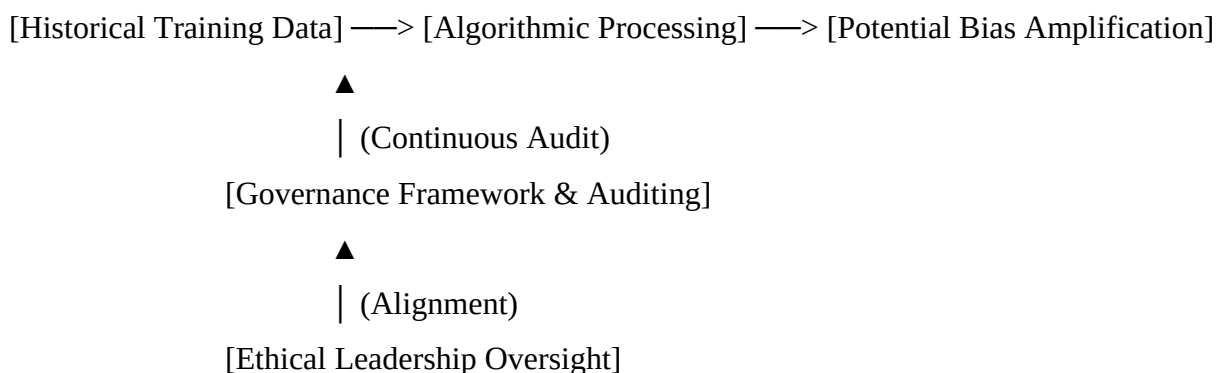 [Historical Training Data] ──> [Algorithmic Processing] ──> [Potential Bias Amplification]
▲
│ (Continuous Audit)
[Governance Framework & Auditing]
▲
│ (Alignment)
[Ethical Leadership Oversight]